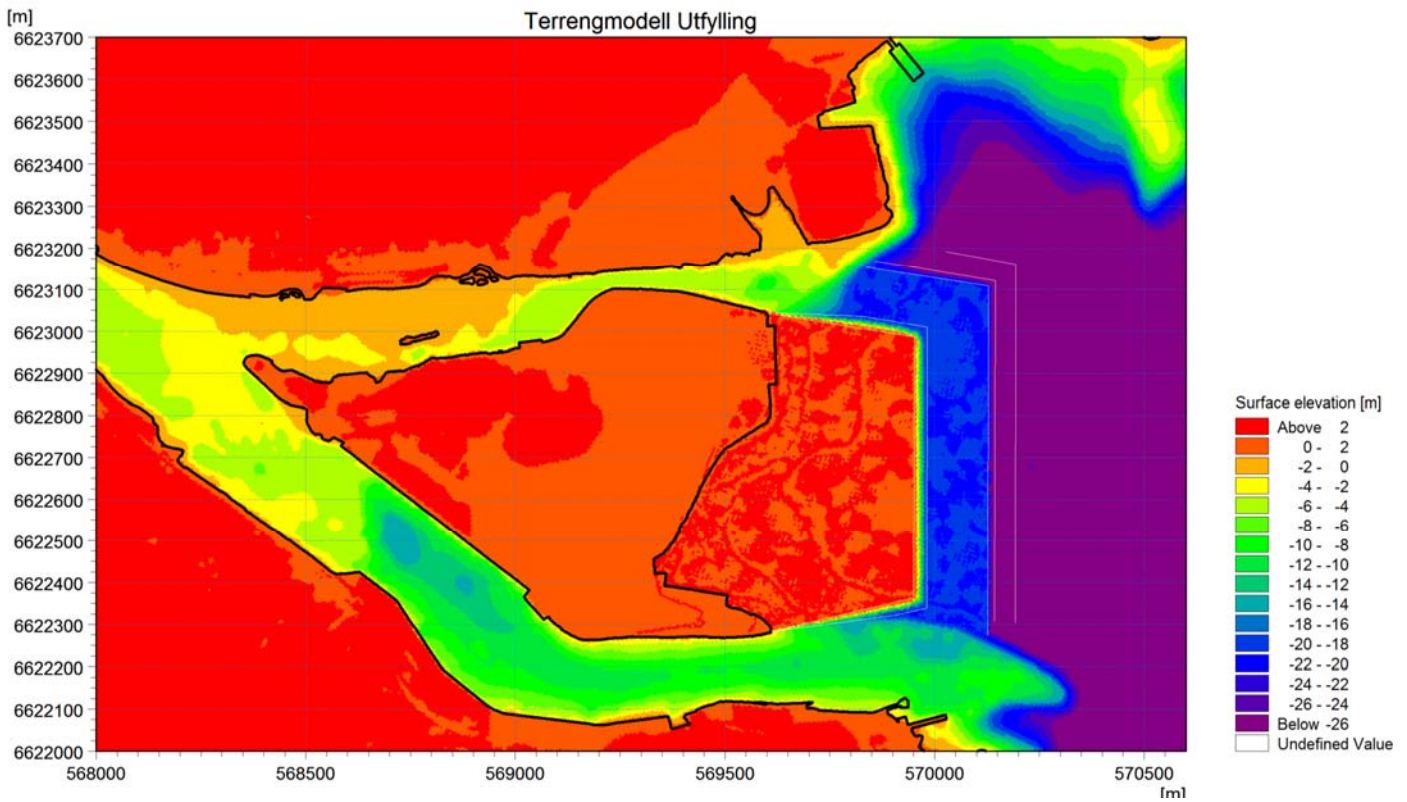 [m]
Terrengmodell Utfylling
6623700
6623600
6623500
6623400
6623300
6623200
6623100
6623000
6622900
6622800
6622700
6622600
6622500
6622400
6622300
6622200
6622100
6622000
568000 568500 569000 569500 570000 570500
[m]
Surface elevation [m]
Above 2
0 - 2
-2 - 0
-4 - -2
-6 - -4
-8 - -6
-10 - -8
-12 - -10
-14 - -12
-16 - -14
-18 - -16
-20 - -18
-22 - -20
-24 - -22
-26 - -24
Below -26
Undefined Value